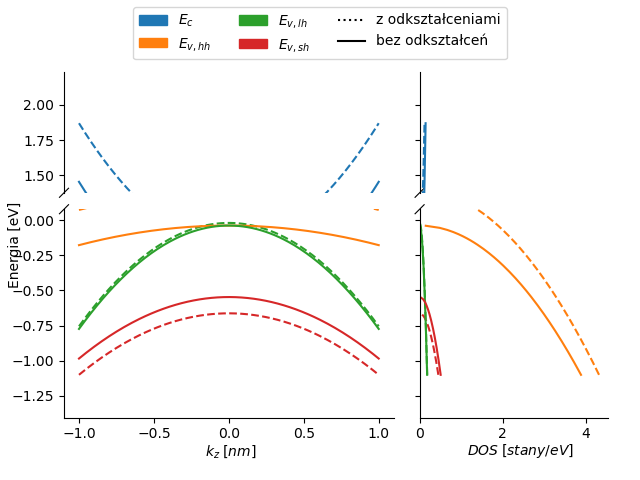 E_c E_{v, lh} z odkształceniami
E_{v, hh} E_{v, sh} bez odkształceń
2.00
1.75
1.50
0.00
−0.25
−0.50
−0.75
−1.00
−1.25
Energia [eV]
−1.0 −0.5 0.0 0.5 1.0
0 2 4
k_z [nm]
DOS [stany/eV]